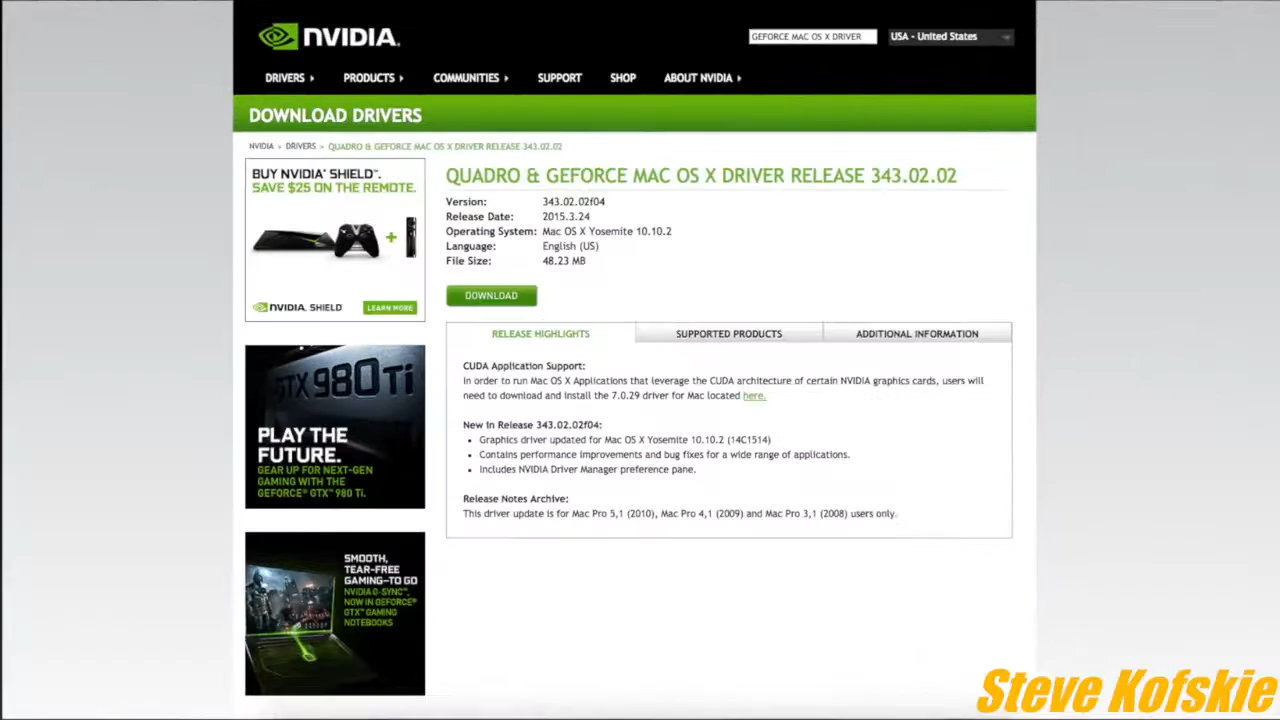 NVIDIA.
GEFORCE MAC OS X DRIVER
USA - United States
DRIVERS
PRODUCTS
COMMUNITIES
SUPPORT
SHOP
ABOUT NVIDIA
DOWNLOAD DRIVERS
NVIDIA > DRIVERS > QUADRO & GEFORCE MAC OS X DRIVER RELEASE 343.02.02
BUY NVIDIA® SHIELD™.
SAVE $25 ON THE REMOTE.
+
NVIDIA. SHIELD
LEARN MORE
GTX 980 Ti
PLAY THE
FUTURE.
GEAR UP FOR NEXT-GEN
GAMING WITH THE
GEFORCE® GTX™ 980 Ti.
SMOOTH,
TEAR-FREE
GAMING–TO GO
NVIDIA G-SYNC™.
NOW IN GEFORCE®
GTX™ GAMING
NOTEBOOKS
QUADRO & GEFORCE MAC OS X DRIVER RELEASE 343.02.02
Version: 343.02.02f04
Release Date: 2015.3.24
Operating System: Mac OS X Yosemite 10.10.2
Language: English (US)
File Size: 48.23 MB
DOWNLOAD
RELEASE HIGHLIGHTS
SUPPORTED PRODUCTS
ADDITIONAL INFORMATION
CUDA Application Support:
In order to run Mac OS X Applications that leverage the CUDA architecture of certain NVIDIA graphics cards, users will
need to download and install the 7.0.29 driver for Mac located here.
New in Release 343.02.02f04:
• Graphics driver updated for Mac OS X Yosemite 10.10.2 (14C1514)
• Contains performance improvements and bug fixes for a wide range of applications.
• Includes NVIDIA Driver Manager preference pane.
Release Notes Archive:
This driver update is for Mac Pro 5,1 (2010), Mac Pro 4,1 (2009) and Mac Pro 3,1 (2008) users only.
Steve Kofskie